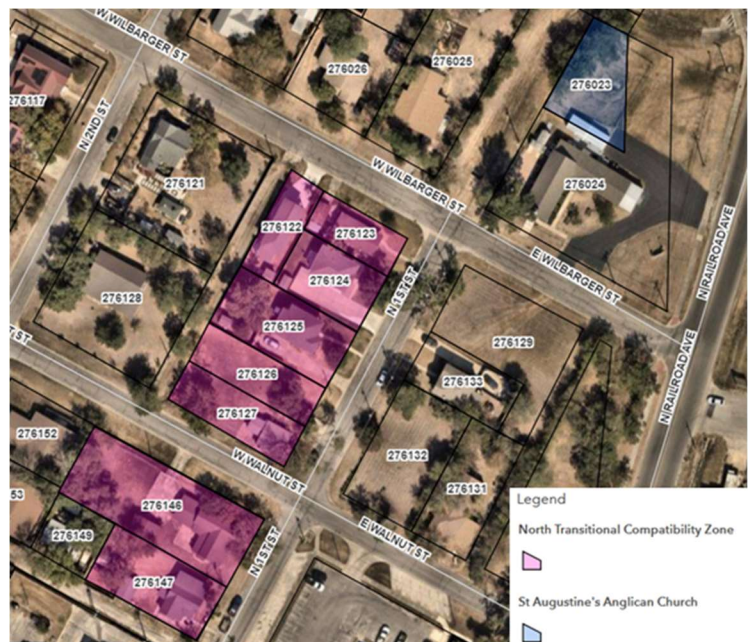 W. WILBARGER ST
276026
276025
276023
276117
N 2ND ST
276121
W. WILBARGER ST
276024
276122
276123
276124
E WILBARGER ST
N RAILROAD AVE
276128
N 1ST ST
276125
276129
N RAILROAD AVE
T ST
276126
276133
276127
276152
276132
W. WALNUT ST
53
276131
276146
276149
E WALNUT ST
N 1ST ST
276147
Legend
North Transitional Compatibility Zone
St Augustine's Anglican Church